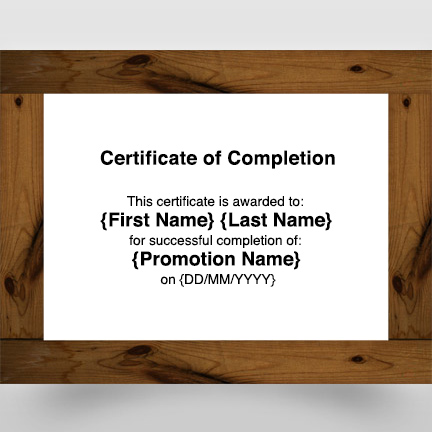 Certificate of Completion
This certificate is awarded to:
{First Name} {Last Name}
for successful completion of:
{Promotion Name}
on {DD/MM/YYYY}